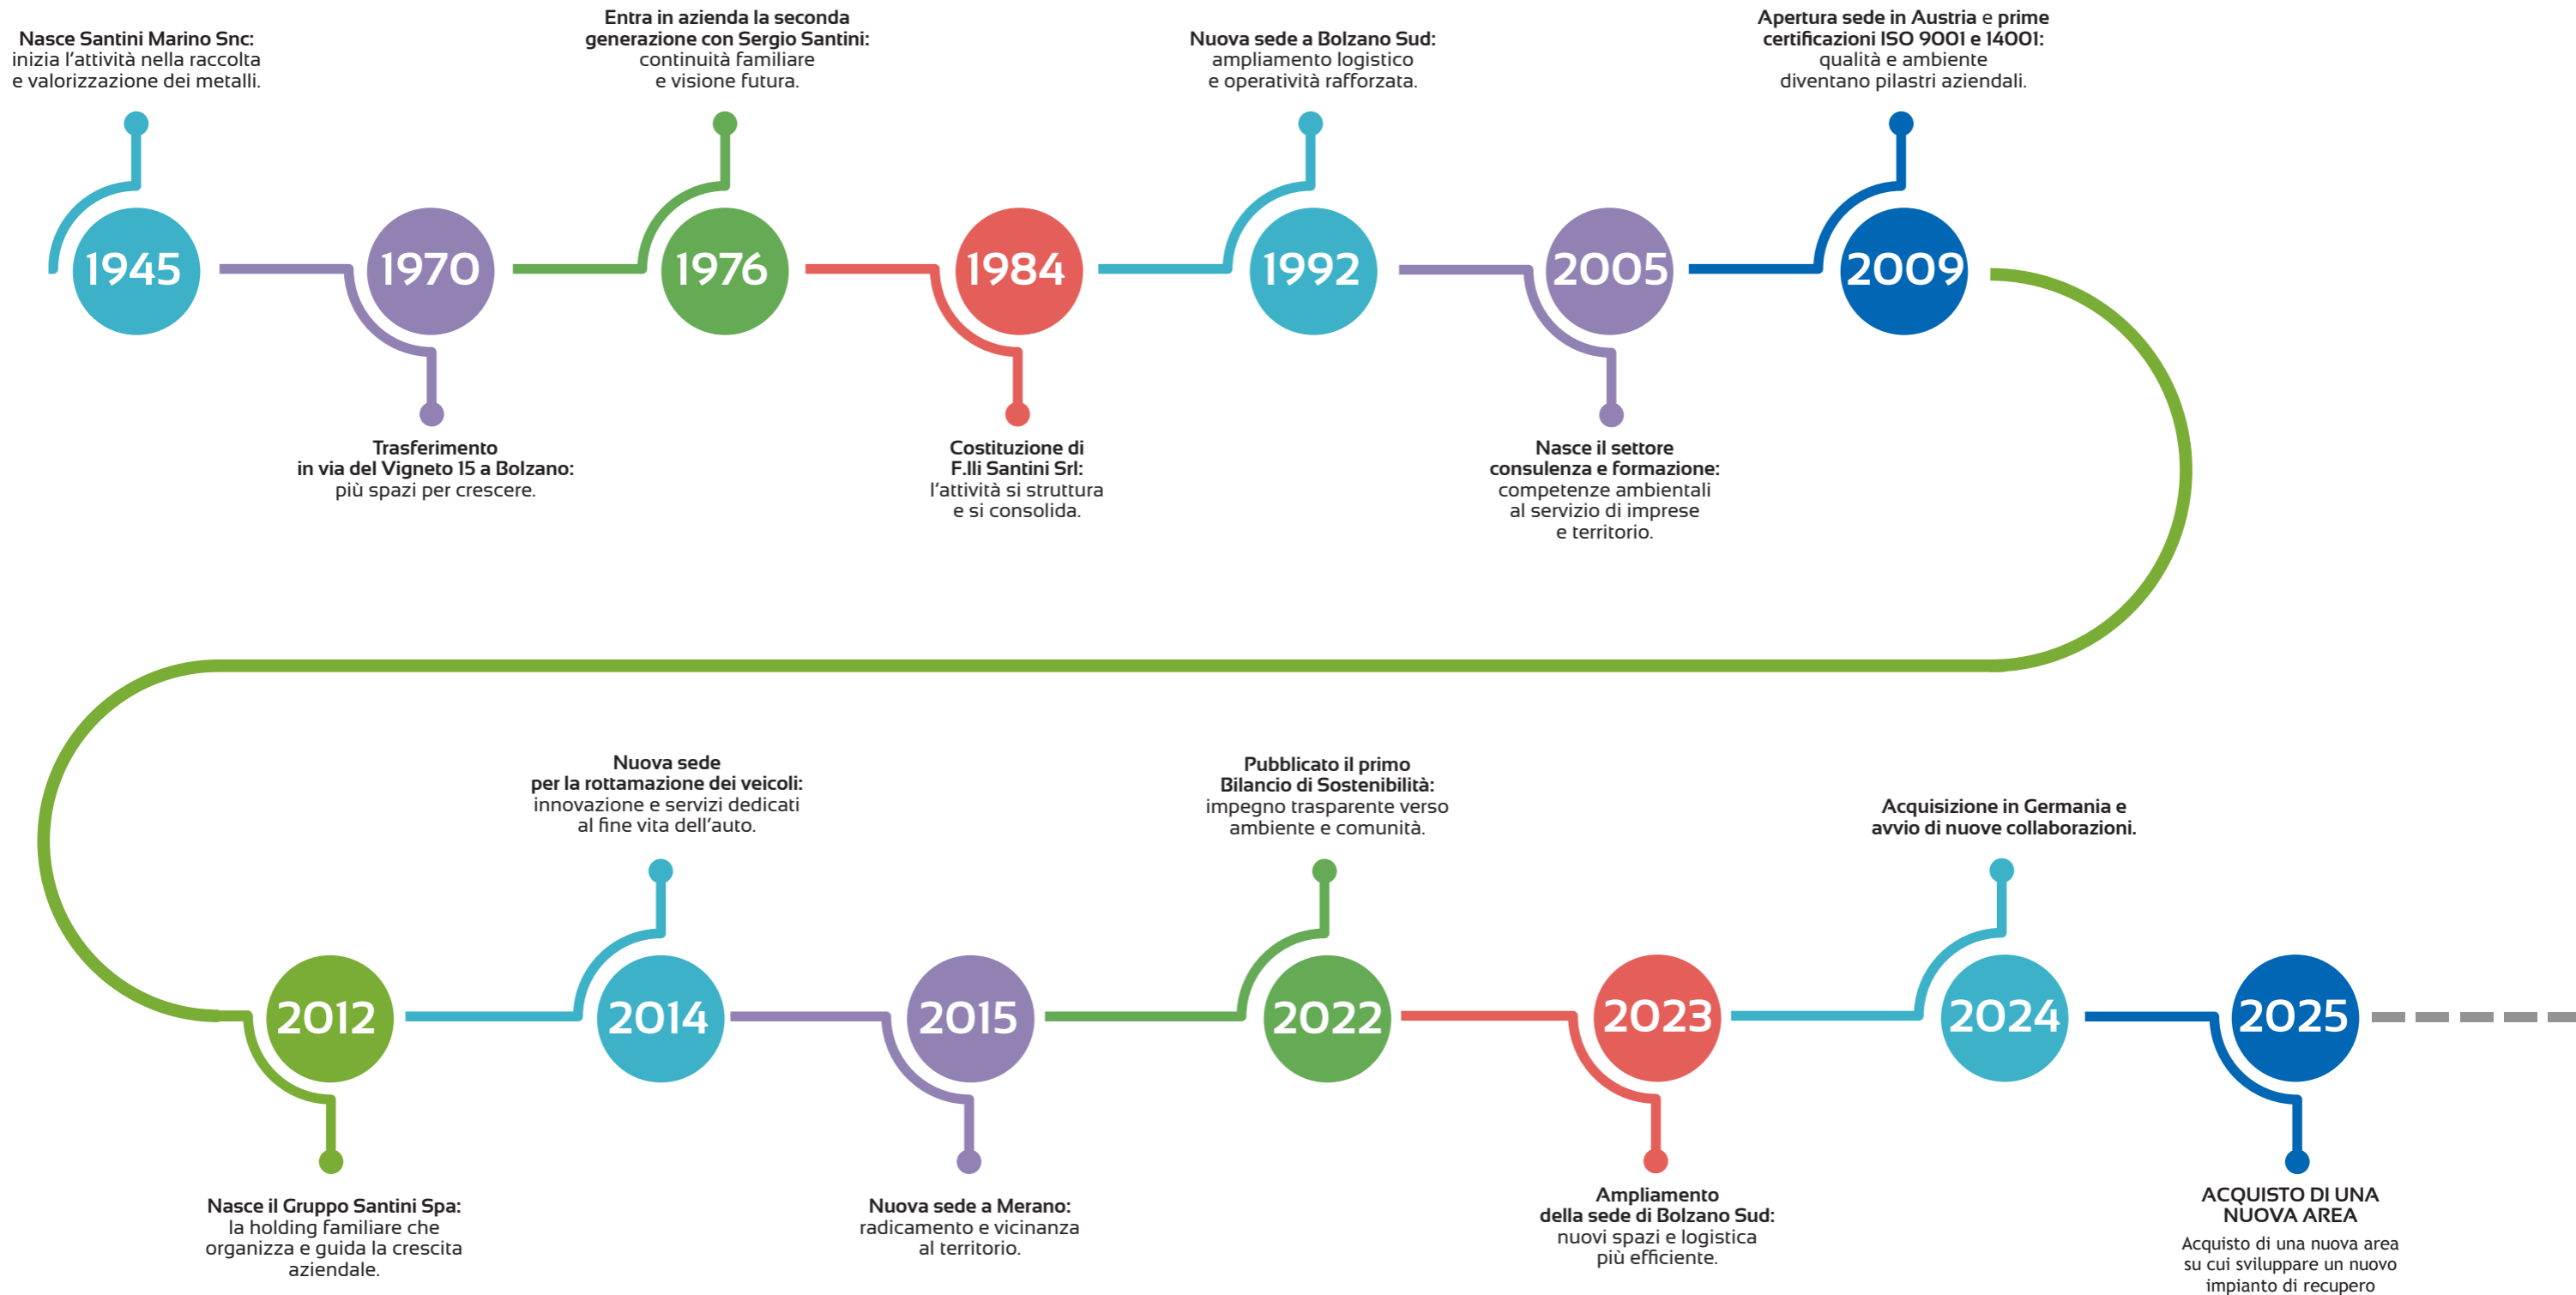 Nasce Santini Marino Snc:
inizia l'attività nella raccolta
e valorizzazione dei metalli.
1945
1970
Trasferimento
in via del Vigneto 15 a Bolzano:
più spazi per crescere.
Entra in azienda la seconda
generazione con Sergio Santini:
continuità familiare
e visione futura.
1976
1984
Costituzione di
F.lli Santini Srl:
l'attività si struttura
e si consolida.
Nuova sede a Bolzano Sud:
ampliamento logistico
e operatività rafforzata.
1992
2005
Nasce il settore
consulenza e formazione:
competenze ambientali
al servizio di imprese
e territorio.
Apertura sede in Austria e prime
certificazioni ISO 9001 e 14001:
qualità e ambiente
diventano pilastri aziendali.
2009
2012
Nasce il Gruppo Santini Spa:
la holding familiare che
organizza e guida la crescita
aziendale.
Nuova sede
per la rottamazione dei veicoli:
innovazione e servizi dedicati
al fine vita dell'auto.
2014
2015
Nuova sede a Merano:
radicamento e vicinanza
al territorio.
Pubblicato il primo
Bilancio di Sostenibilità:
impegno trasparente verso
ambiente e comunità.
2022
2023
Ampliamento
della sede di Bolzano Sud:
nuovi spazi e logistica
più efficiente.
Acquisizione in Germania e
avvio di nuove collaborazioni.
2024
2025
ACQUISTO DI UNA
NUOVA AREA
Acquisto di una nuova area
su cui sviluppare un nuovo
impianto di recupero